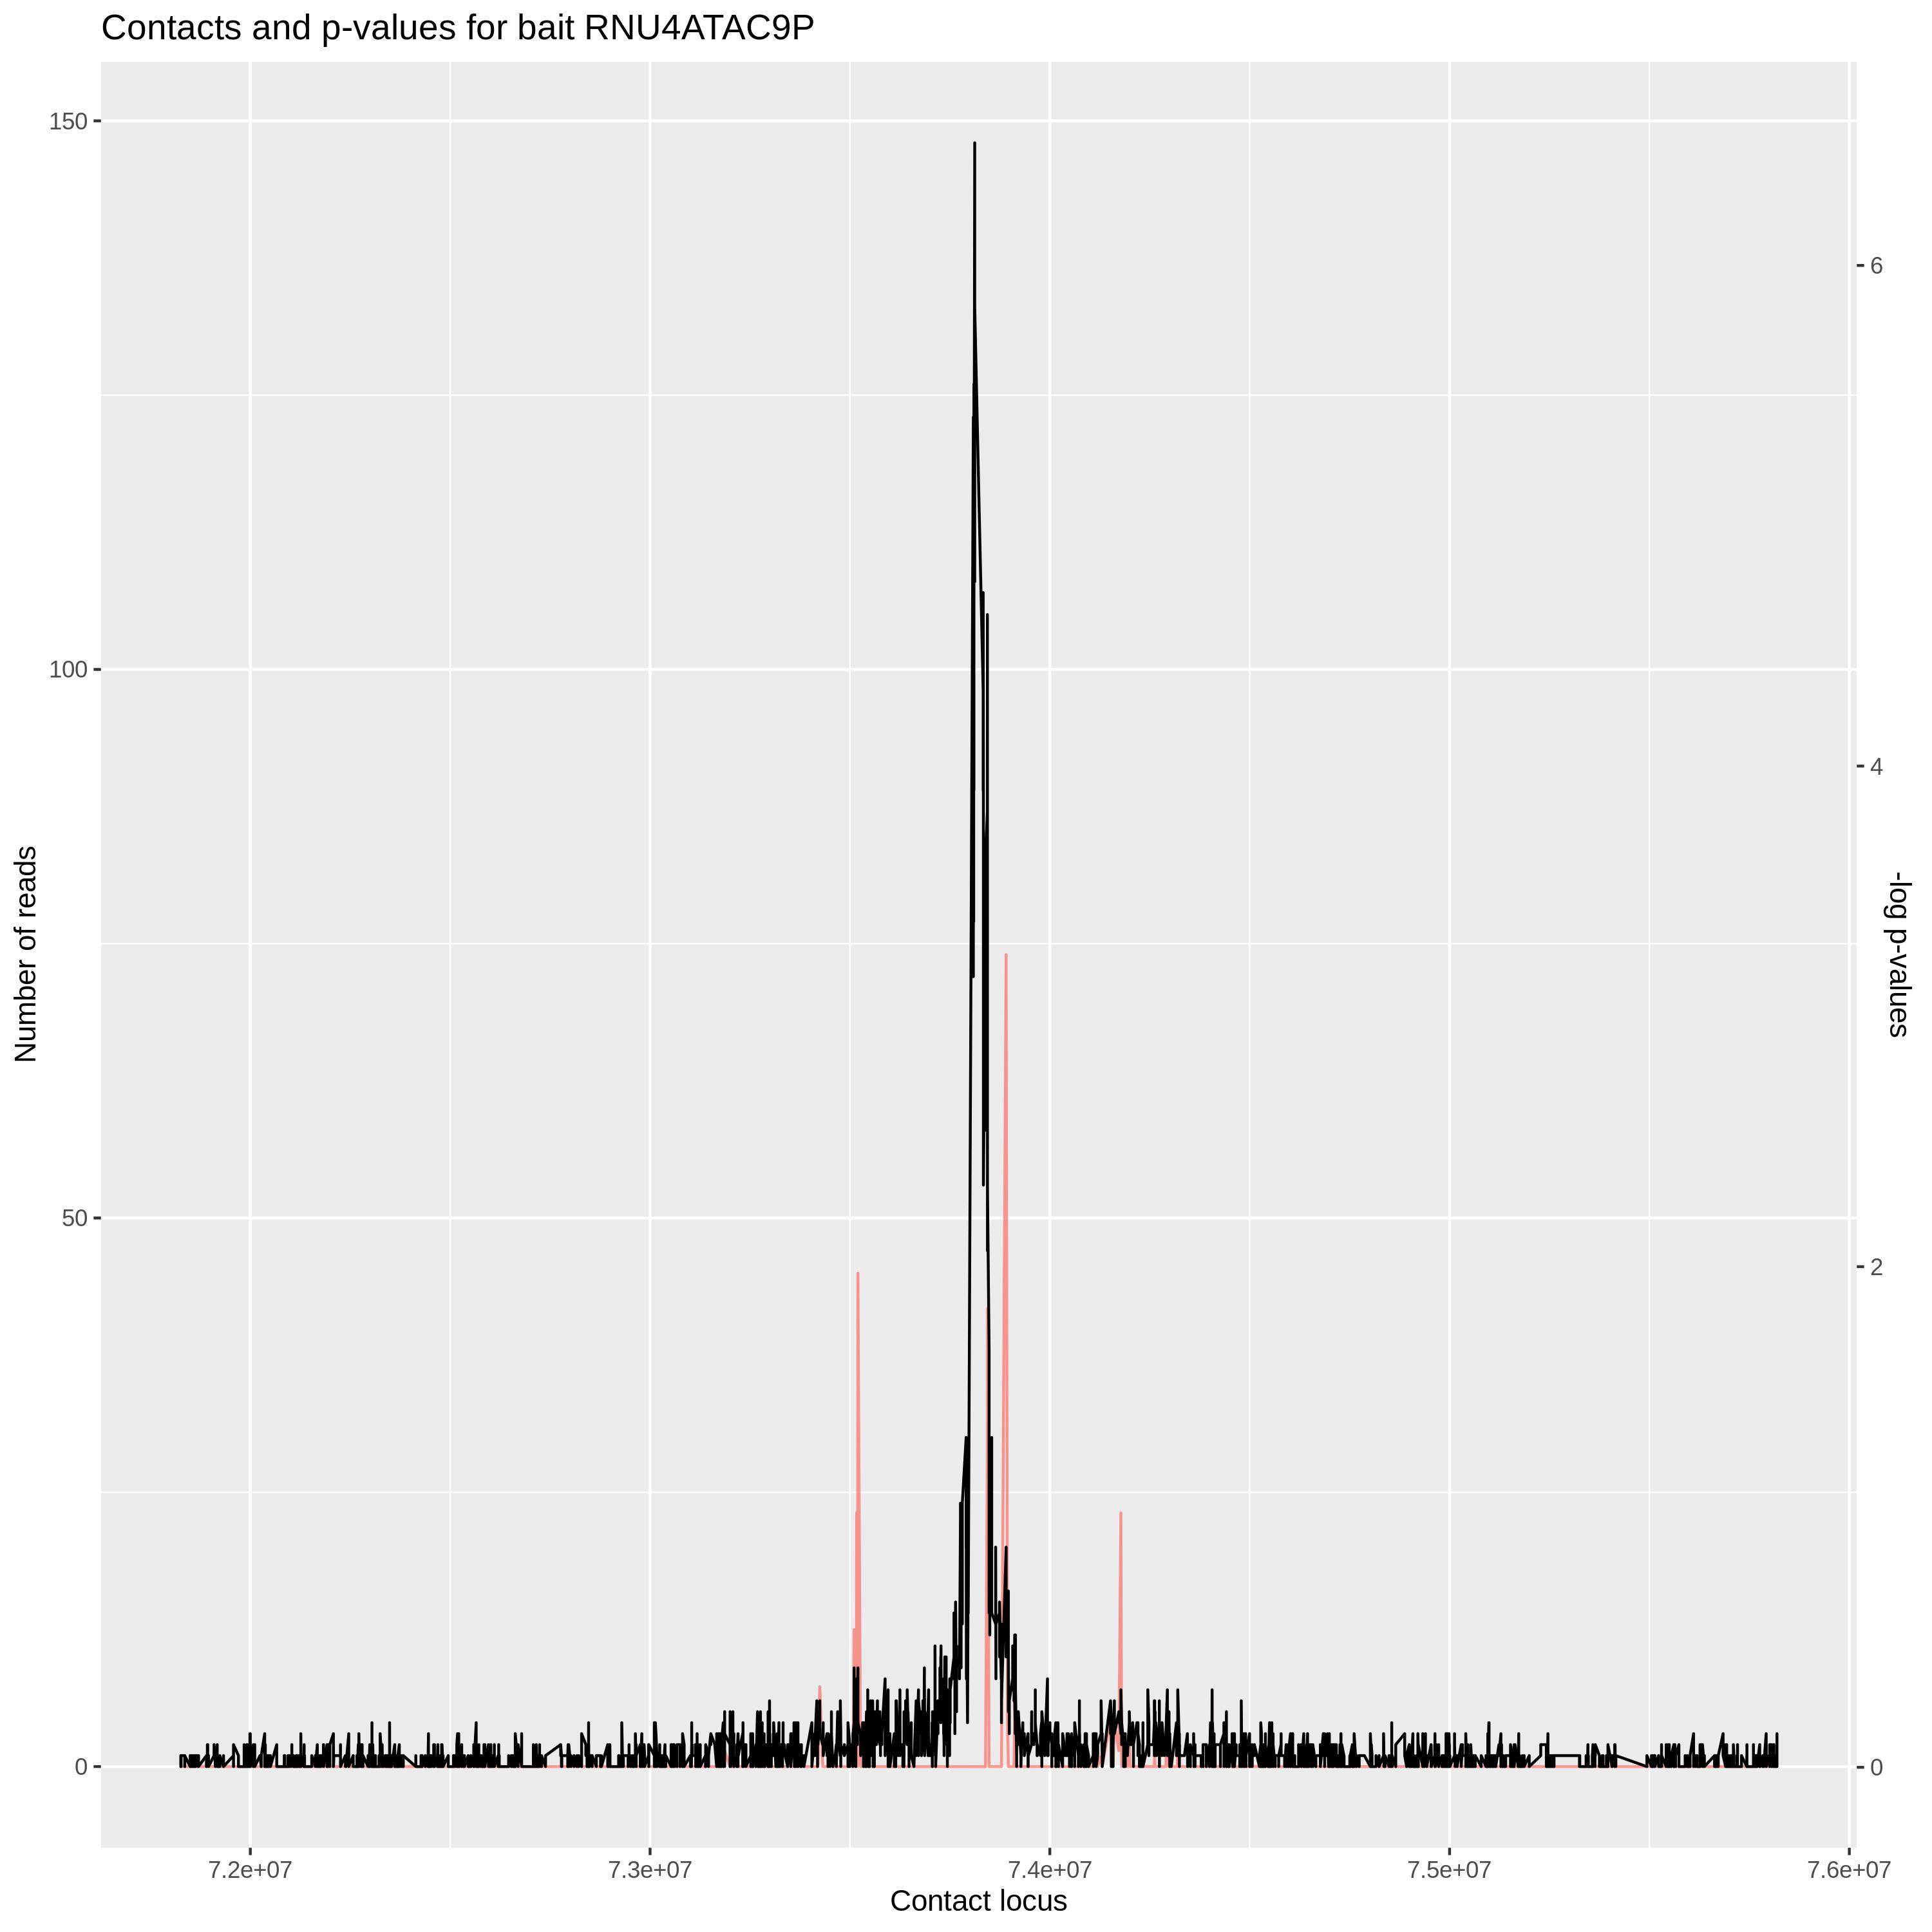 Contacts and p-values for bait RNU4ATAC9P
150
100
50
0
Number of reads
6
4
2
0
-log p-values
7.2e+07
7.3e+07
7.4e+07
7.5e+07
7.6e+07
Contact locus